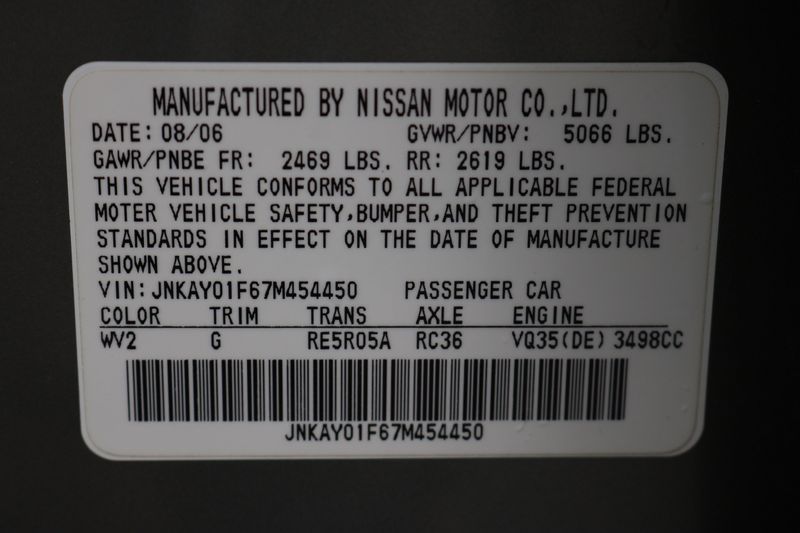 MANUFACTURED BY NISSAN MOTOR CO.,LTD.
DATE: 08/06 GVWR/PNBV: 5066 LBS.
GAWR/PNBE FR: 2469 LBS. RR: 2619 LBS.
THIS VEHICLE CONFORMS TO ALL APPLICABLE FEDERAL
MOTER VEHICLE SAFETY,BUMPER,AND THEFT PREVENTION
STANDARDS IN EFFECT ON THE DATE OF MANUFACTURE
SHOWN ABOVE.
VIN: JNKAY01F67M454450 PASSENGER CAR
COLOR TRIM TRANS AXLE ENGINE
WV2 G RE5R05A RC36 VQ35(DE) 3498CC
JNKAY01F67M454450